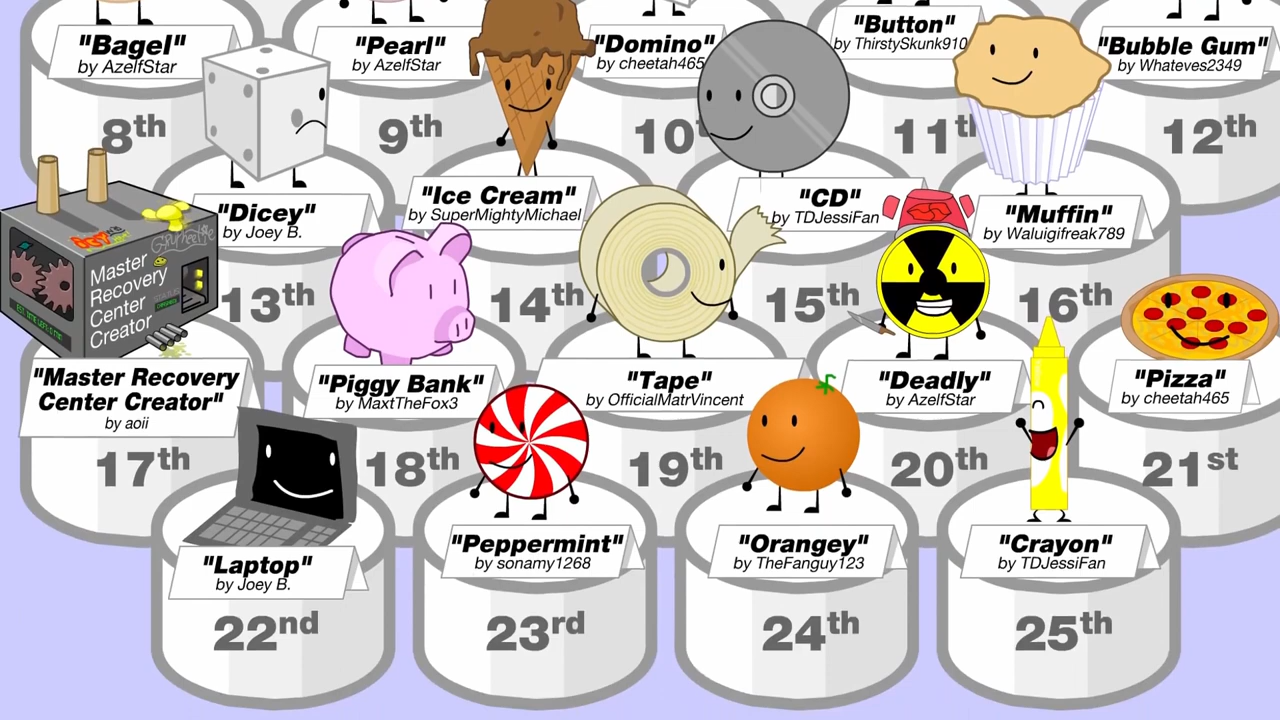 "Bagel"
by AzelfStar
8th
"Pearl"
by AzelfStar
9th
"Domino"
by cheetah465
10th
"Button"
by ThirstySkunk910
11th
"Bubble Gum"
by Whateves2349
12th
"Dicey"
by Joey B.
13th
"Ice Cream"
by SuperMightyMichael
14th
"CD"
by TDJessiFan
15th
"Muffin"
by Waluigifreak789
16th
Master
Recovery
Center
Creator
"Master Recovery
Center Creator"
by aoii
17th
"Piggy Bank"
by MaxtTheFox3
18th
"Tape"
by OfficialMatrVincent
19th
"Deadly"
by AzelfStar
20th
"Pizza"
by cheetah465
21st
"Laptop"
by Joey B.
22nd
"Peppermint"
by sonamy1268
23rd
"Orangey"
by TheFanguy123
24th
"Crayon"
by TDJessiFan
25th